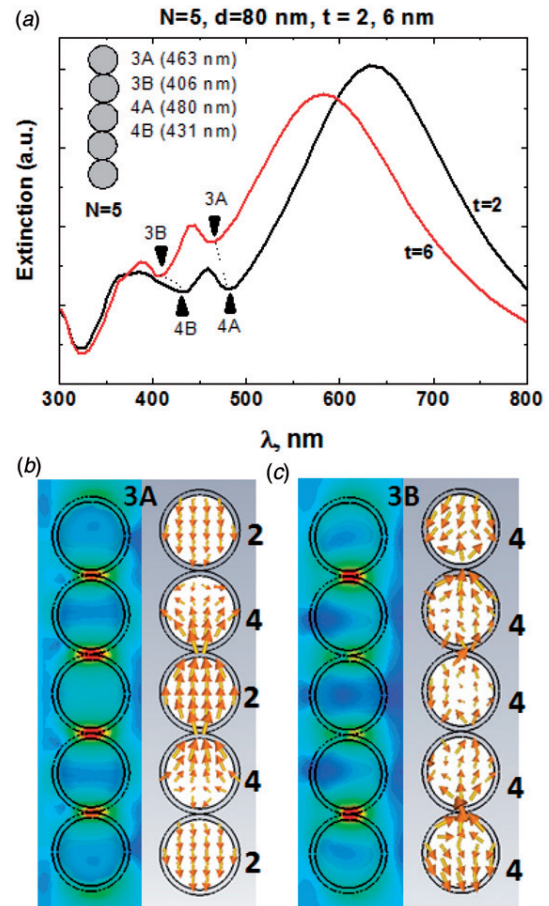 (a)
N=5, d=80 nm, t = 2, 6 nm
3A (463 nm)
3B (406 nm)
4A (480 nm)
4B (431 nm)
N=5
3A
3B
4B
4A
t=2
t=6
Extinction (a.u.)
300 400 500 600 700 800
λ, nm
(b)
3A
2
4
2
4
2
(c)
3B
4
4
4
4
4